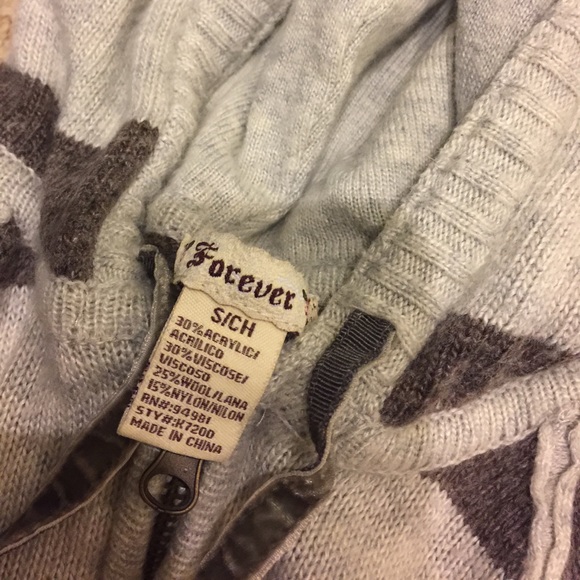 Forever
S/CH
30%ACRYLIC/
ACRILICO
30%VISCOSE/
VISCOSO
25%WOOL/LANA
15%NYLON/NILON
RN#:94981
STY#:K7200
MADE IN CHINA